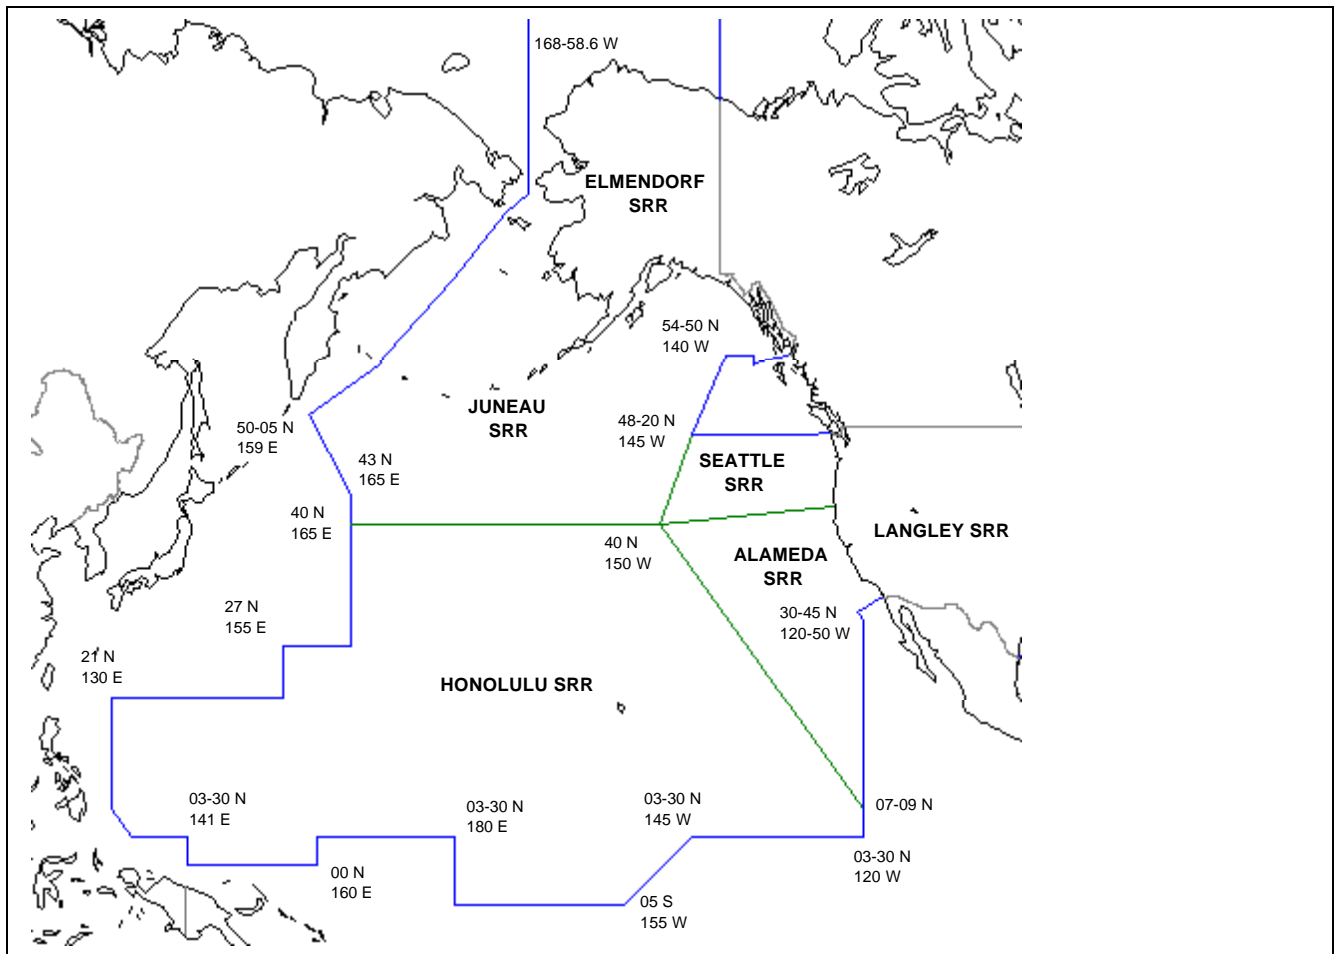 168-58.6 W
ELMENDORF
SRR
54-50 N
140 W
JUNEAU
SRR
48-20 N
145 W
50-05 N
159 E
43 N
165 E
SEATTLE
SRR
40 N
165 E
LANGLEY SRR
40 N
150 W
ALAMEDA
SRR
27 N
155 E
30-45 N
120-50 W
21 N
130 E
HONOLULU SRR
03-30 N
141 E
03-30 N
180 E
03-30 N
145 W
07-09 N
03-30 N
120 W
00 N
160 E
05 S
155 W